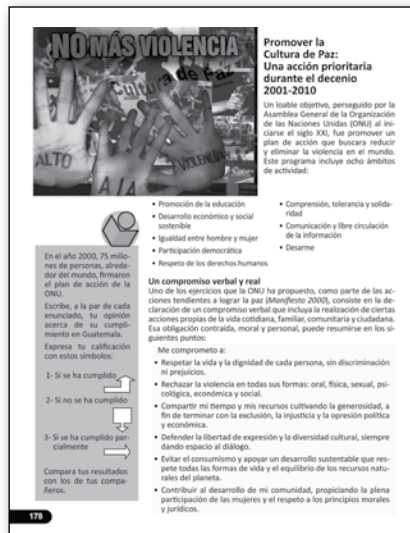 NO MÁS VIOLENCIA
Cultura de Paz
ALTO
A LA
VIOLENCIA
Promover la
Cultura de Paz:
Una acción prioritaria
durante el decenio
2001-2010
Un loable objetivo, perseguido por la
Asamblea General de la Organización
de las Naciones Unidas (ONU) al ini-
ciarse el siglo XXI, fue promover un
plan de acción que buscara reducir
y eliminar la violencia en el mundo.
Este programa incluye ocho ámbitos
de actividad:
• Promoción de la educación
• Desarrollo económico y social
sostenible
• Igualdad entre hombre y mujer
• Participación democrática
• Respeto de los derechos humanos
• Comprensión, tolerancia y solida-
ridad
• Comunicación y libre circulación
de la información
• Desarme
En el año 2000, 75 millo-
nes de personas, alrede-
dor del mundo, firmaron
el plan de acción de la
ONU.
Escribe, a la par de cada
enunciado, tu opinión
acerca de su cumpli-
miento en Guatemala.
Expresa tu calificación
con estos símbolos:
1- Si se ha cumplido
2- Si no se ha cumplido
3- Si se ha cumplido par-
cialmente
Compara tus resultados
con los de tus compa-
ñeros.
Un compromiso verbal y real
Uno de los ejercicios que la ONU ha propuesto, como parte de las ac-
ciones tendientes a lograr la paz (Manifiesto 2000), consiste en la de-
claración de un compromiso verbal que incluya la realización de ciertas
acciones propias de la vida cotidiana, familiar, comunitaria y ciudadana.
Esa obligación contraída, moral y personal, puede resumirse en los si-
guientes puntos:
Me comprometo a:
• Respetar la vida y la dignidad de cada persona, sin discriminación
ni prejuicios.
• Rechazar la violencia en todas sus formas: oral, física, sexual, psi-
cológica, económica y social.
• Compartir mi tiempo y mis recursos cultivando la generosidad, a
fin de terminar con la exclusión, la injusticia y la opresión política
y económica.
• Defender la libertad de expresión y la diversidad cultural, siempre
dando espacio al diálogo.
• Evitar el consumismo y apoyar un desarrollo sustentable que res-
pete todas las formas de vida y el equilibrio de los recursos natu-
rales del planeta.
• Contribuir al desarrollo de mi comunidad, propiciando la plena
participación de las mujeres y el respeto a los principios morales
y jurídicos.
178